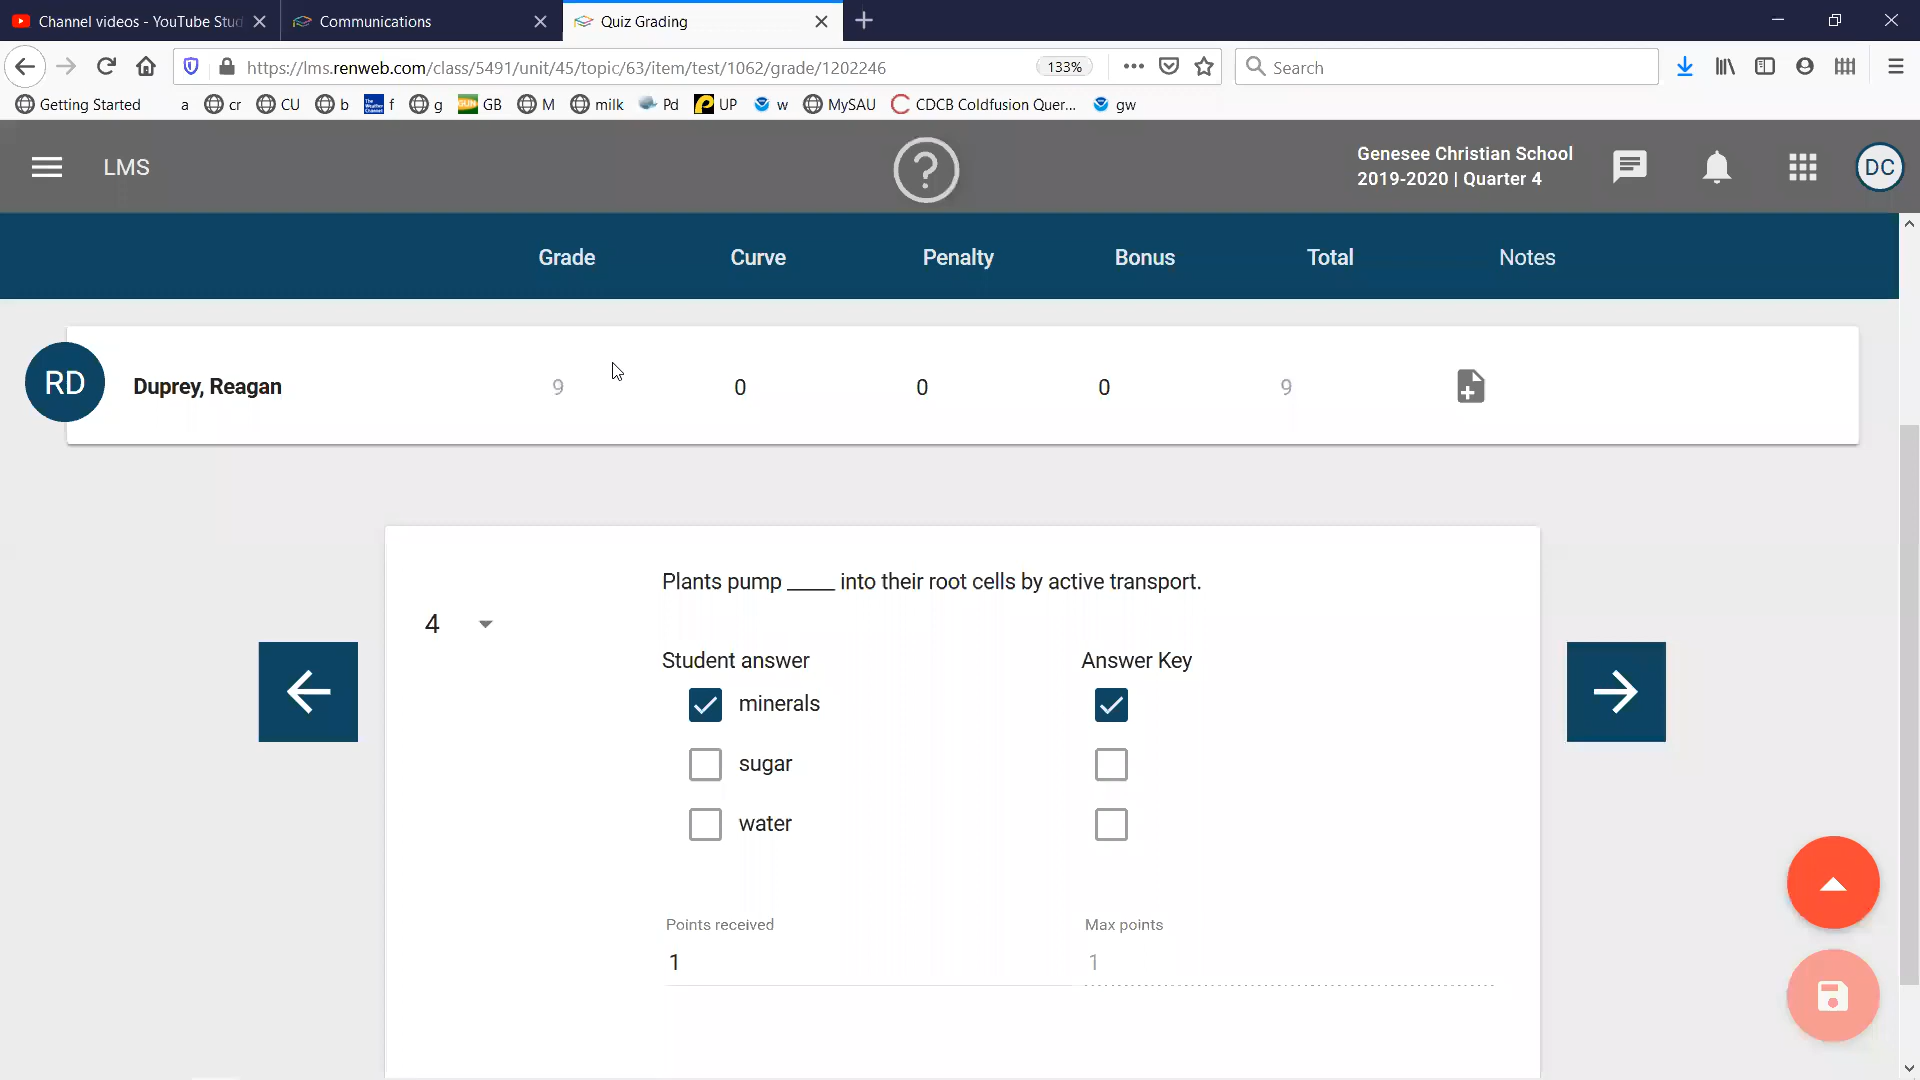 Channel videos - YouTube Stud
Communications
Quiz Grading
https://lms.renweb.com/class/5491/unit/45/topic/63/item/test/1062/grade/1202246
133%
Search
Getting Started
a
cr
CU
b
The Weather Channel
f
g
GB
M
milk
Pd
UP
w
MySAU
CDCB Coldfusion Quer...
gw
LMS
?
Genesee Christian School
2019-2020 | Quarter 4
DC
Grade Curve Penalty Bonus Total Notes
RD
Duprey, Reagan 9 0 0 0 9
Plants pump _____ into their root cells by active transport.
4
Student answer
Answer Key
minerals
sugar
water
Points received
Max points
1
1